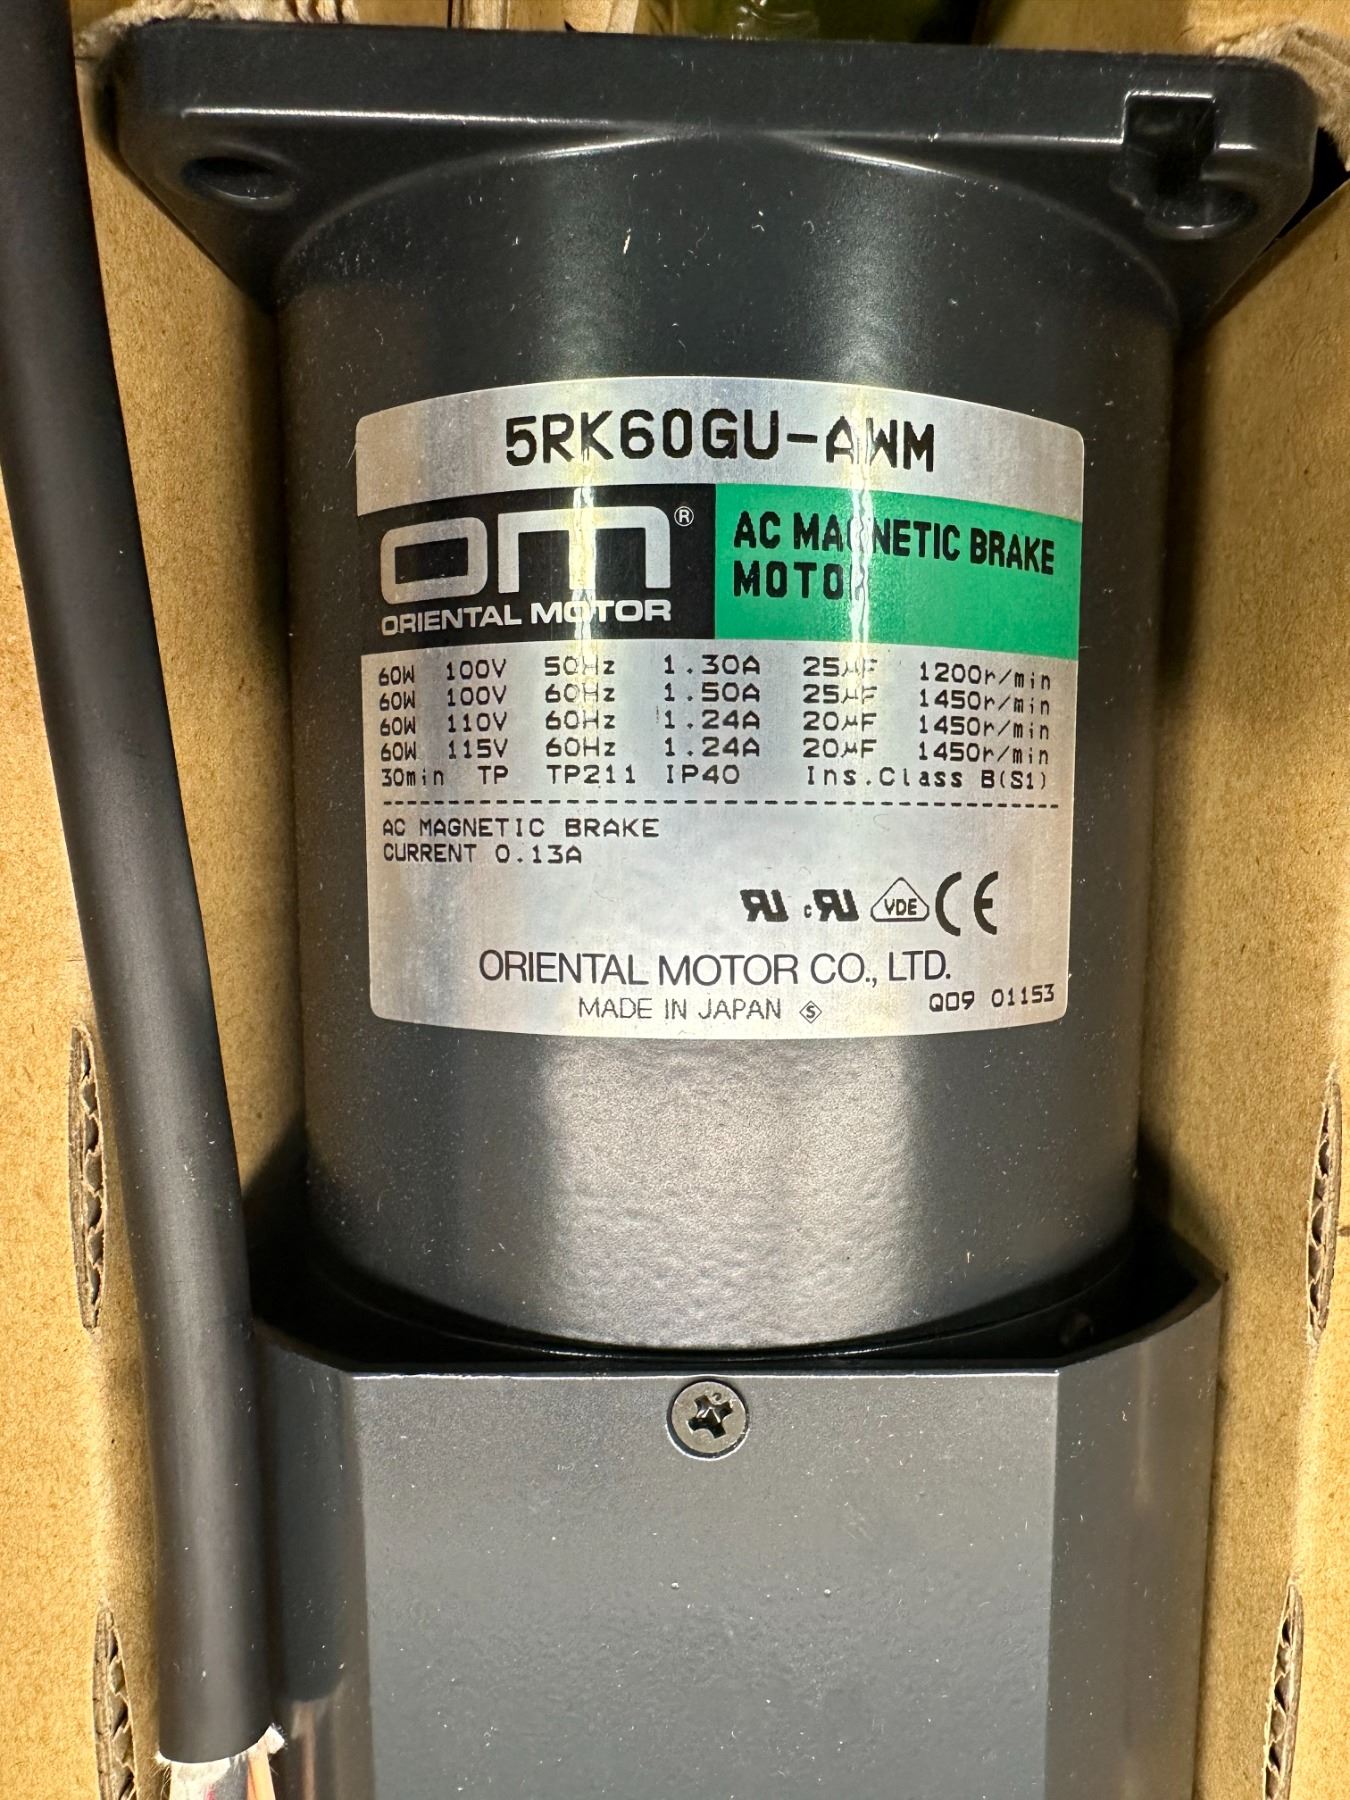 5RK60GU-AWM
om®
ORIENTAL MOTOR
AC MAGNETIC BRAKE
MOTOR
60W 100V 50Hz 1.30A 25μF 1200r/min
60W 100V 60Hz 1.50A 25μF 1450r/min
60W 110V 60Hz 1.24A 20μF 1450r/min
60W 115V 60Hz 1.24A 20μF 1450r/min
30min TP TP211 IP40 Ins.Class B(S1)
AC MAGNETIC BRAKE
CURRENT 0.13A
RU cRU VDE CE
ORIENTAL MOTOR CO., LTD.
MADE IN JAPAN S Q09 01153